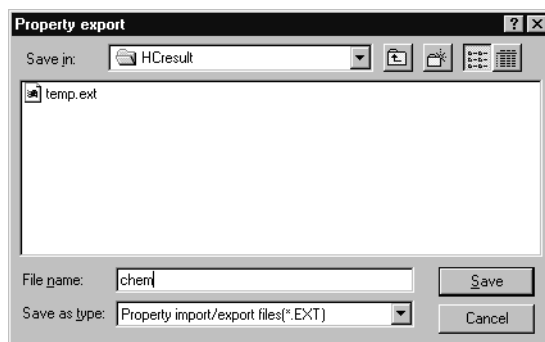 Property export
Save in: HCresult
temp.ext
File name: chem
Save
Save as type: Property import/export files(*.EXT)
Cancel